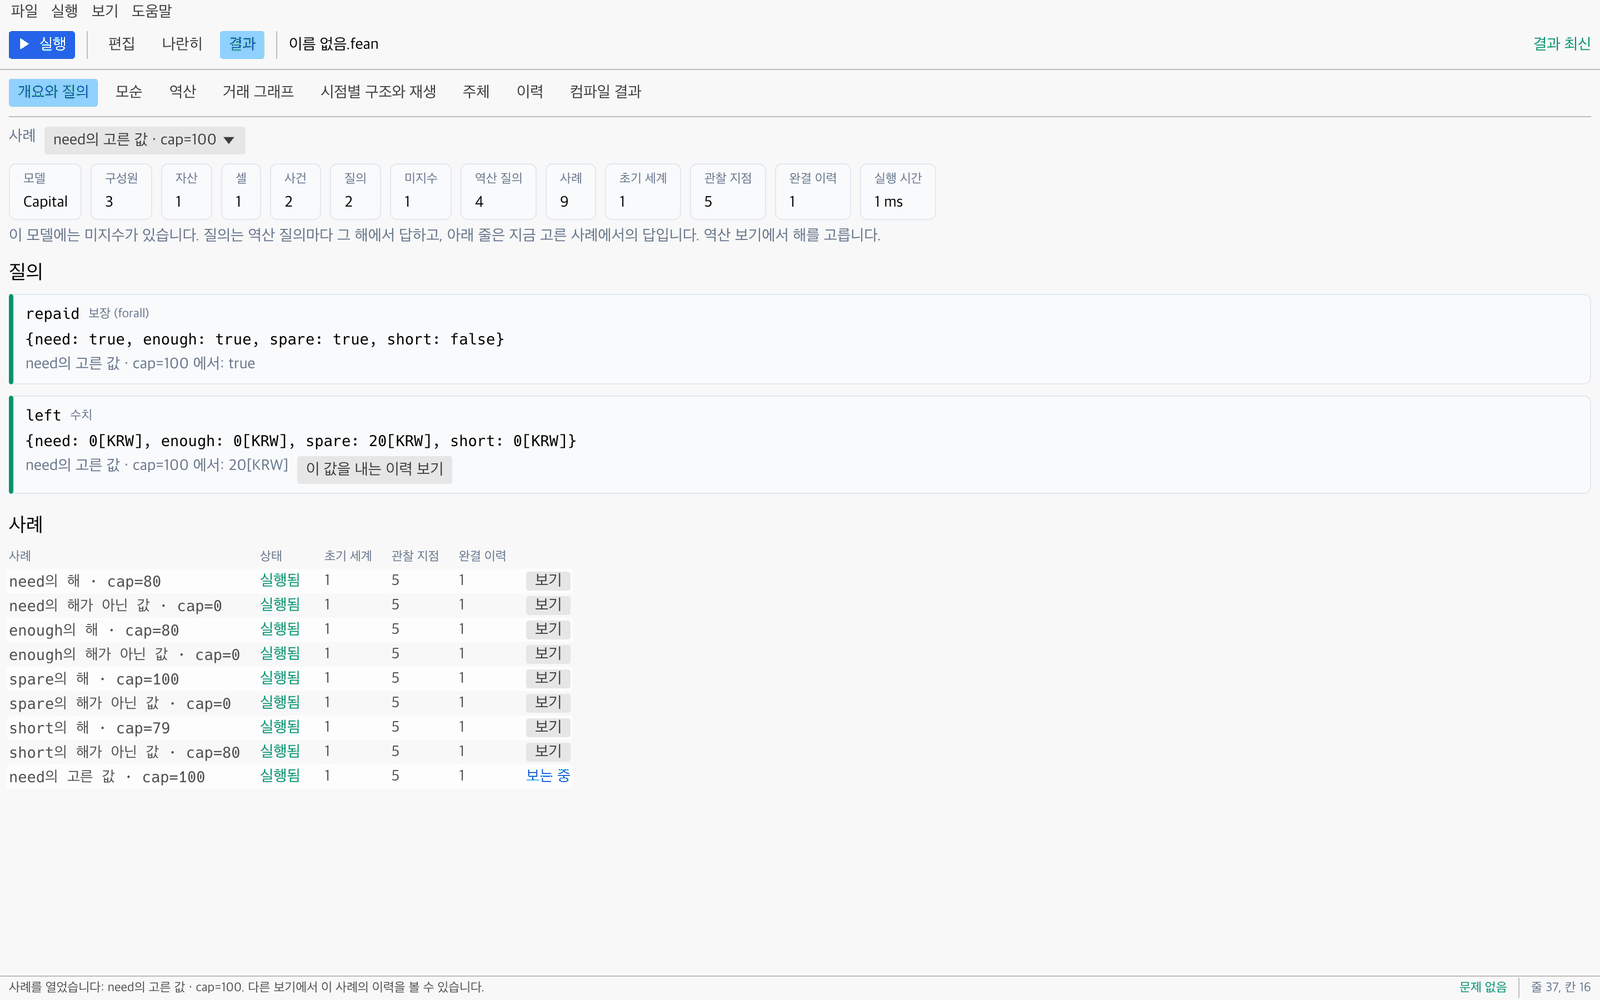 파일 실행 보기 도움말
▶ 실행 편집 나란히 결과 이름 없음.fean 결과 최신
개요와 질의 모순 역산 거래 그래프 시점별 구조와 재생 주체 이력 컴파일 결과
사례 need의 고른 값 · cap=100 ▼
모델 구성원 자산 셀 사건 질의 미지수 역산 질의 사례 초기 세계 관찰 지점 완결 이력 실행 시간
Capital 3 1 1 2 2 1 4 9 1 5 1 1 ms
이 모델에는 미지수가 있습니다. 질의는 역산 질의마다 그 해에서 답하고, 아래 줄은 지금 고른 사례에서의 답입니다. 역산 보기에서 해를 고릅니다.
질의
repaid 보장 (forall)
{need: true, enough: true, spare: true, short: false}
need의 고른 값 · cap=100 에서: true
left 수치
{need: 0[KRW], enough: 0[KRW], spare: 20[KRW], short: 0[KRW]}
need의 고른 값 · cap=100 에서: 20[KRW] 이 값을 내는 이력 보기
사례
사례 상태 초기 세계 관찰 지점 완결 이력
need의 해 · cap=80 실행됨 1 5 1 보기
need의 해가 아닌 값 · cap=0 실행됨 1 5 1 보기
enough의 해 · cap=80 실행됨 1 5 1 보기
enough의 해가 아닌 값 · cap=0 실행됨 1 5 1 보기
spare의 해 · cap=100 실행됨 1 5 1 보기
spare의 해가 아닌 값 · cap=0 실행됨 1 5 1 보기
short의 해 · cap=79 실행됨 1 5 1 보기
short의 해가 아닌 값 · cap=80 실행됨 1 5 1 보기
need의 고른 값 · cap=100 실행됨 1 5 1 보는 중
사례를 열었습니다: need의 고른 값 · cap=100. 다른 보기에서 이 사례의 이력을 볼 수 있습니다. 문제 없음 줄 37, 칸 16